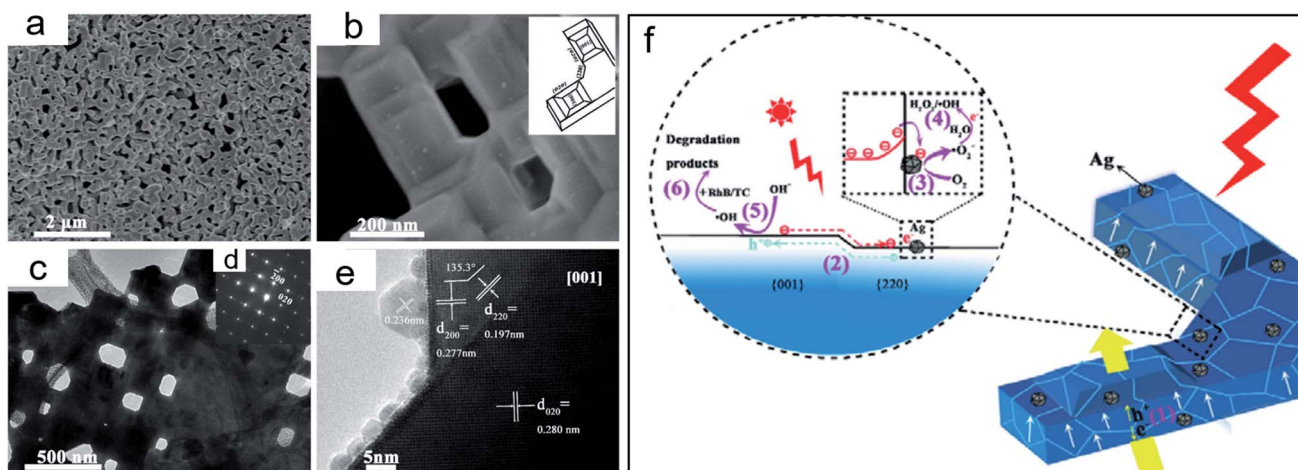 a
2 μm
b
{001}
{020}
{220}
{001}
{020}
200 nm
c
d
-200
020
500 nm
e
135.3°
[001]
0.236nm
d220=
0.197nm
d200=
0.277nm
d020=
0.280 nm
5nm
f
H2O2/•OH
(4)
e-
H2O
•O2-
(3)
O2
Degradation
products
(6)
+RhB/TC
OH-
(5)
•OH
h+
(2)
e-
Ag
{001}
{220}
Ag
h+
(1)
e-